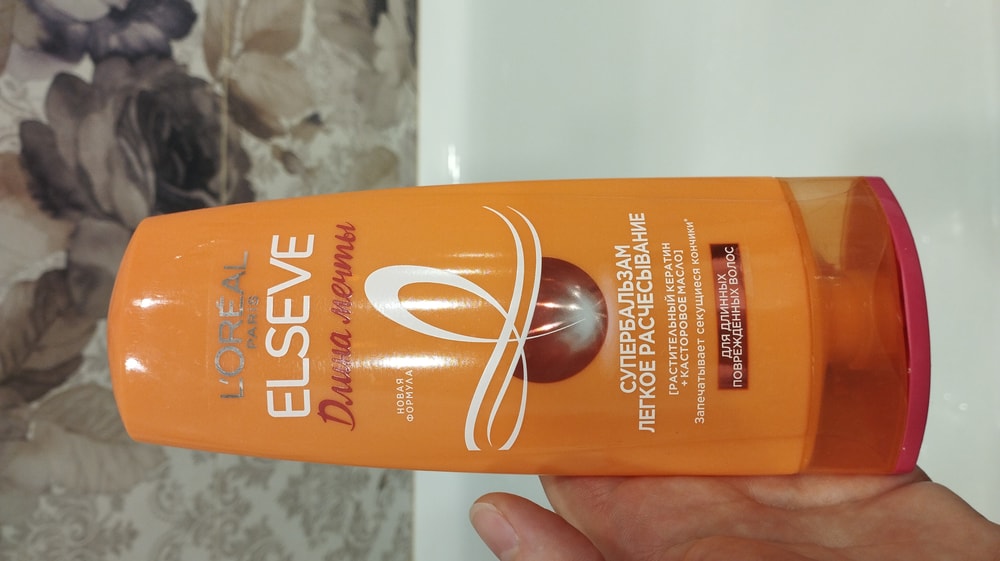 L'ORÉAL
PARIS
ELSEVE
Длина мечты
НОВАЯ
ФОРМУЛА
СУПЕРБАЛЬЗАМ
ЛЕГКОЕ РАСЧЕСЫВАНИЕ
[РАСТИТЕЛЬНЫЙ КЕРАТИН
+ КАСТОРОВОЕ МАСЛО]
Запечатывает секущиеся кончики*
ДЛЯ ДЛИННЫХ
ПОВРЕЖДЕННЫХ ВОЛОС